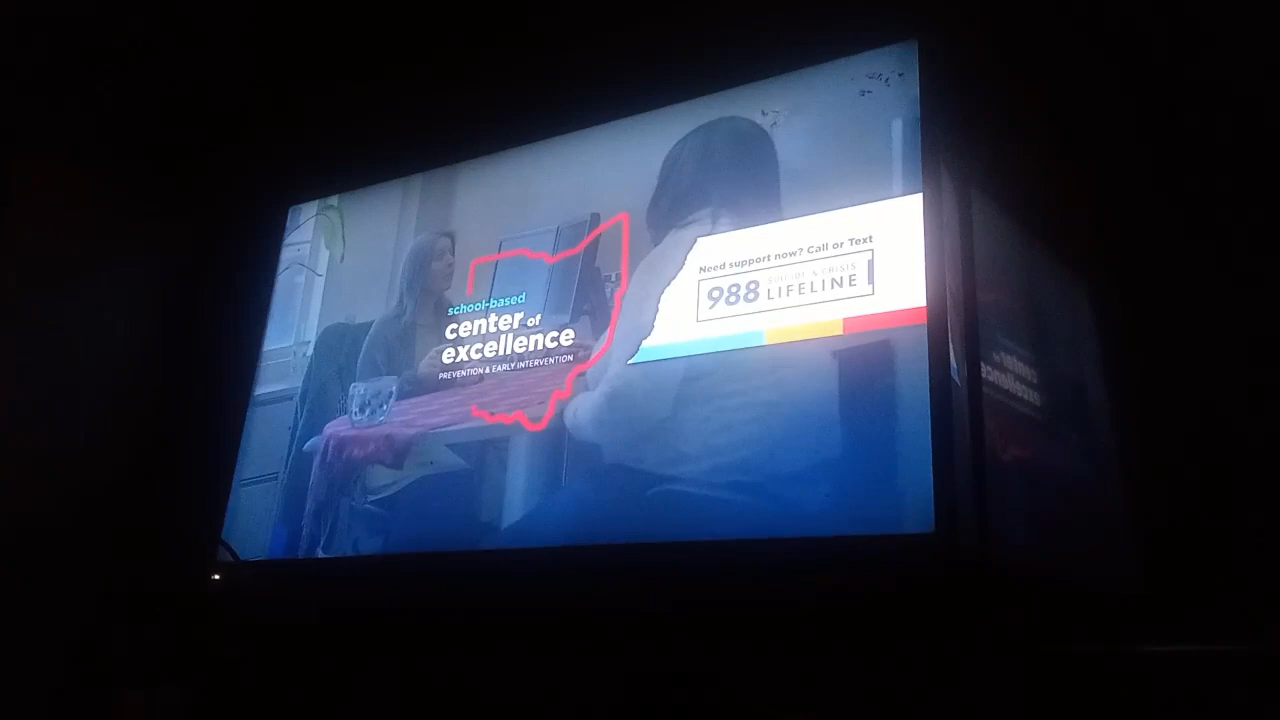 school-based
center of
excellence
PREVENTION & EARLY INTERVENTION
Need support now? Call or Text
988 SUICIDE & CRISIS
LIFELINE